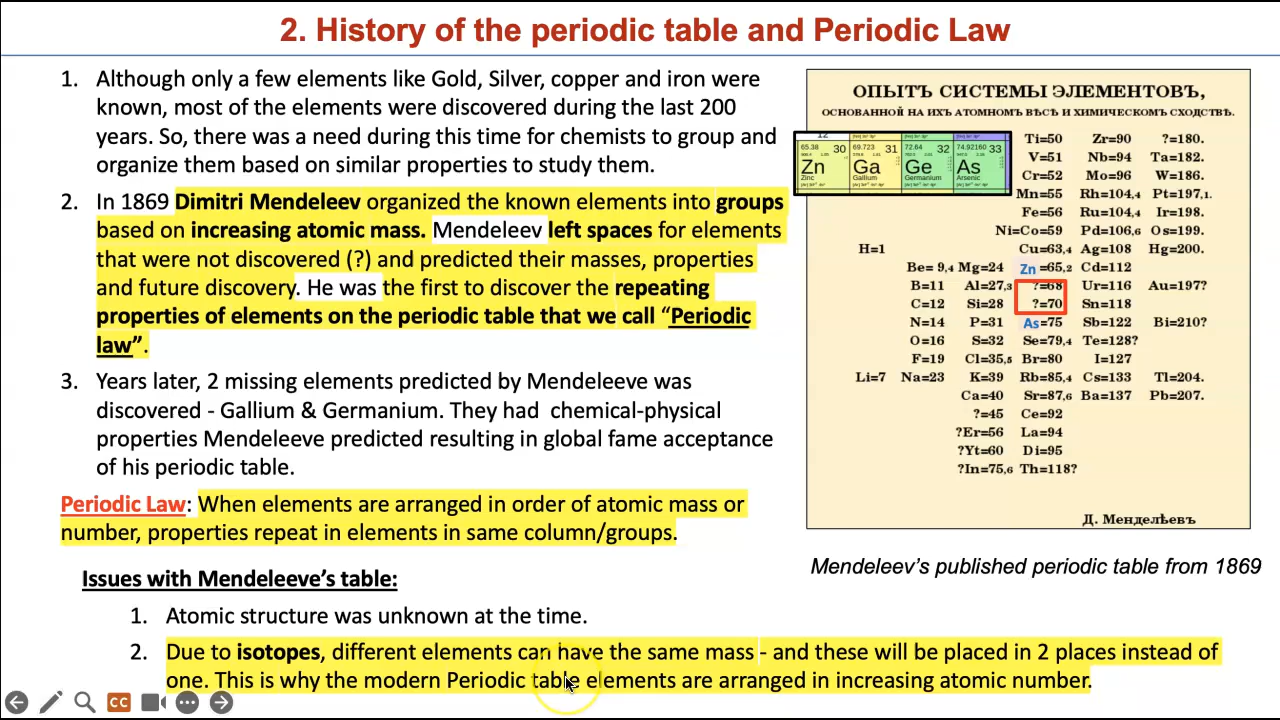 2. History of the periodic table and Periodic Law
1. Although only a few elements like Gold, Silver, copper and iron were
known, most of the elements were discovered during the last 200
years. So, there was a need during this time for chemists to group and
organize them based on similar properties to study them.
2. In 1869 Dimitri Mendeleev organized the known elements into groups
based on increasing atomic mass. Mendeleev left spaces for elements
that were not discovered (?) and predicted their masses, properties
and future discovery. He was the first to discover the repeating
properties of elements on the periodic table that we call “Periodic
law”.
3. Years later, 2 missing elements predicted by Mendeleeve was
discovered - Gallium & Germanium. They had chemical-physical
properties Mendeleeve predicted resulting in global fame acceptance
of his periodic table.
Periodic Law: When elements are arranged in order of atomic mass or
number, properties repeat in elements in same column/groups.
Issues with Mendeleeve’s table:
1. Atomic structure was unknown at the time.
2. Due to isotopes, different elements can have the same mass - and these will be placed in 2 places instead of
one. This is why the modern Periodic table elements are arranged in increasing atomic number.
ОПЫТЪ СИСТЕМЫ ЭЛЕМЕНТОВЪ,
ОСНОВАННОЙ НА ИХЪ АТОМНОМЪ ВѢСѢ И ХИМИЧЕСКОМЪ СХОДСТВѢ.
12
65.38 30 69.723 31 72.64 32 74.92160 33
Zn Ga Ge As
Zinc Gallium Germanium Arsenic
Ti=50 Zr=90 ?=180.
V=51 Nb=94 Ta=182.
Cr=52 Mo=96 W=186.
Mn=55 Rh=104,4 Pt=197,1.
Fe=56 Ru=104,4 Ir=198.
Ni=Co=59 Pd=106,6 Os=199.
H=1 Cu=63,4 Ag=108 Hg=200.
Be= 9,4 Mg=24 Zn =65,2 Cd=112
B=11 Al=27,3 ?=68 Ur=116 Au=197?
C=12 Si=28 ?=70 Sn=118
N=14 P=31 As=75 Sb=122 Bi=210?
O=16 S=32 Se=79,4 Te=128?
F=19 Cl=35,5 Br=80 I=127
Li=7 Na=23 K=39 Rb=85,4 Cs=133 Tl=204.
Ca=40 Sr=87,6 Ba=137 Pb=207.
?=45 Ce=92
?Er=56 La=94
?Yt=60 Di=95
?In=75,6 Th=118?
Д. Менделѣевъ
Mendeleev’s published periodic table from 1869
CC